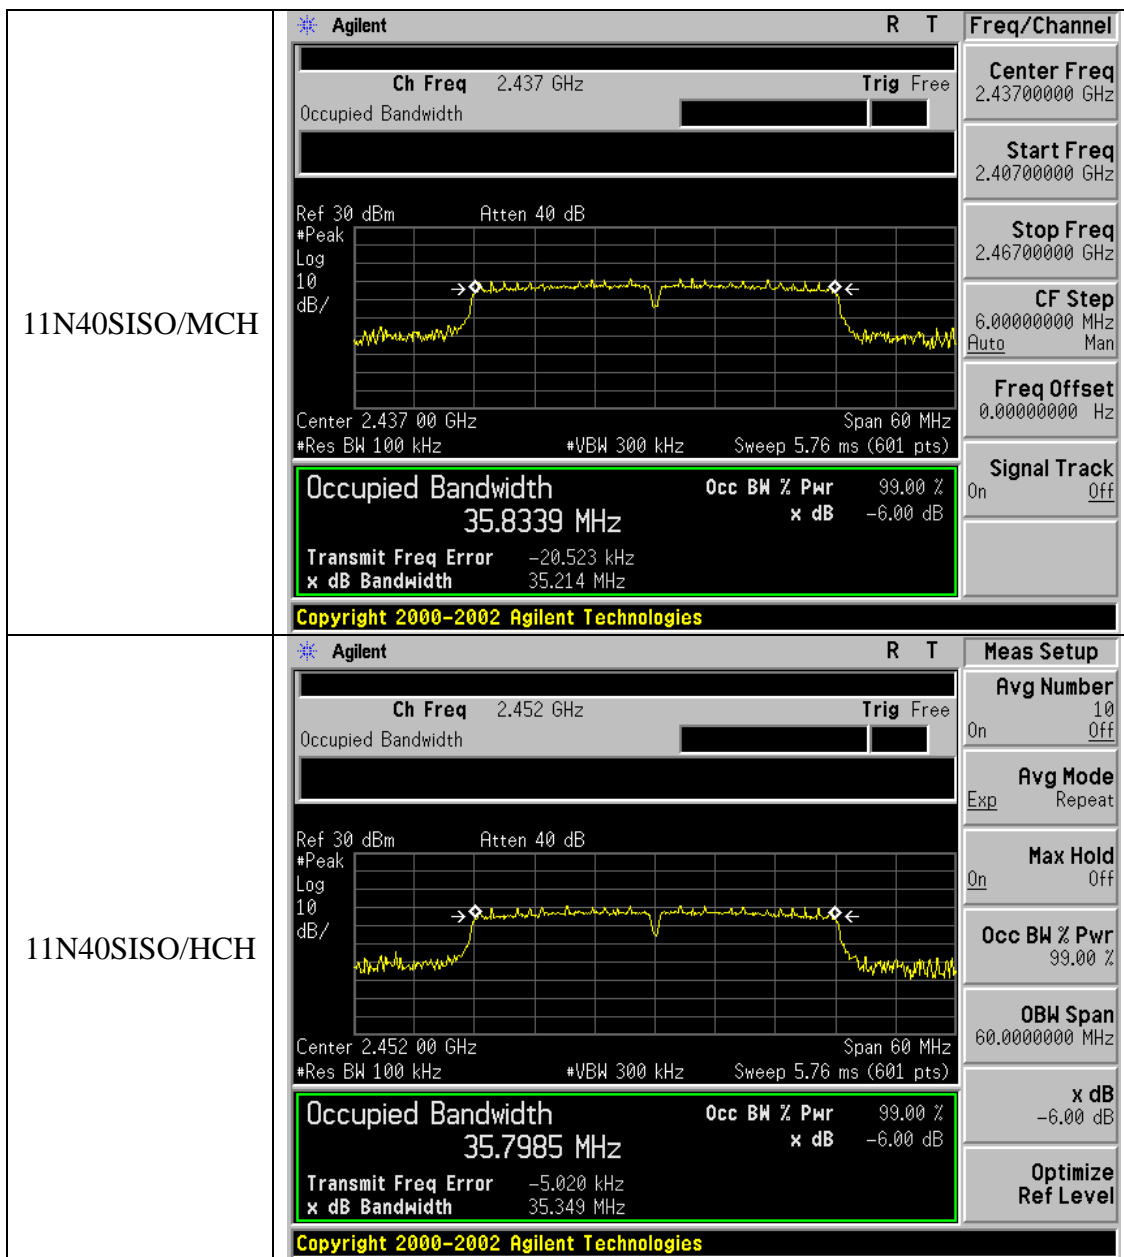 11N40SISO/MCH
Agilent R T Freq/Channel
Ch Freq 2.437 GHz Trig Free
Occupied Bandwidth
Center Freq
2.43700000 GHz
Start Freq
2.40700000 GHz
Stop Freq
2.46700000 GHz
CF Step
6.00000000 MHz
Auto Man
Freq Offset
0.00000000 Hz
Signal Track
On Off
Ref 30 dBm Atten 40 dB
#Peak
Log
10
dB/
Center 2.437 00 GHz Span 60 MHz
#Res BW 100 kHz #VBW 300 kHz Sweep 5.76 ms (601 pts)
Occupied Bandwidth Occ BW % Pwr 99.00 %
35.8339 MHz x dB -6.00 dB
Transmit Freq Error -20.523 kHz
x dB Bandwidth 35.214 MHz
Copyright 2000-2002 Agilent Technologies
11N40SISO/HCH
Agilent R T Meas Setup
Ch Freq 2.452 GHz Trig Free
Occupied Bandwidth
Avg Number
10
On Off
Avg Mode
Exp Repeat
Max Hold
On Off
Occ BW % Pwr
99.00 %
OBW Span
60.0000000 MHz
x dB
-6.00 dB
Optimize
Ref Level
Ref 30 dBm Atten 40 dB
#Peak
Log
10
dB/
Center 2.452 00 GHz Span 60 MHz
#Res BW 100 kHz #VBW 300 kHz Sweep 5.76 ms (601 pts)
Occupied Bandwidth Occ BW % Pwr 99.00 %
35.7985 MHz x dB -6.00 dB
Transmit Freq Error -5.020 kHz
x dB Bandwidth 35.349 MHz
Copyright 2000-2002 Agilent Technologies